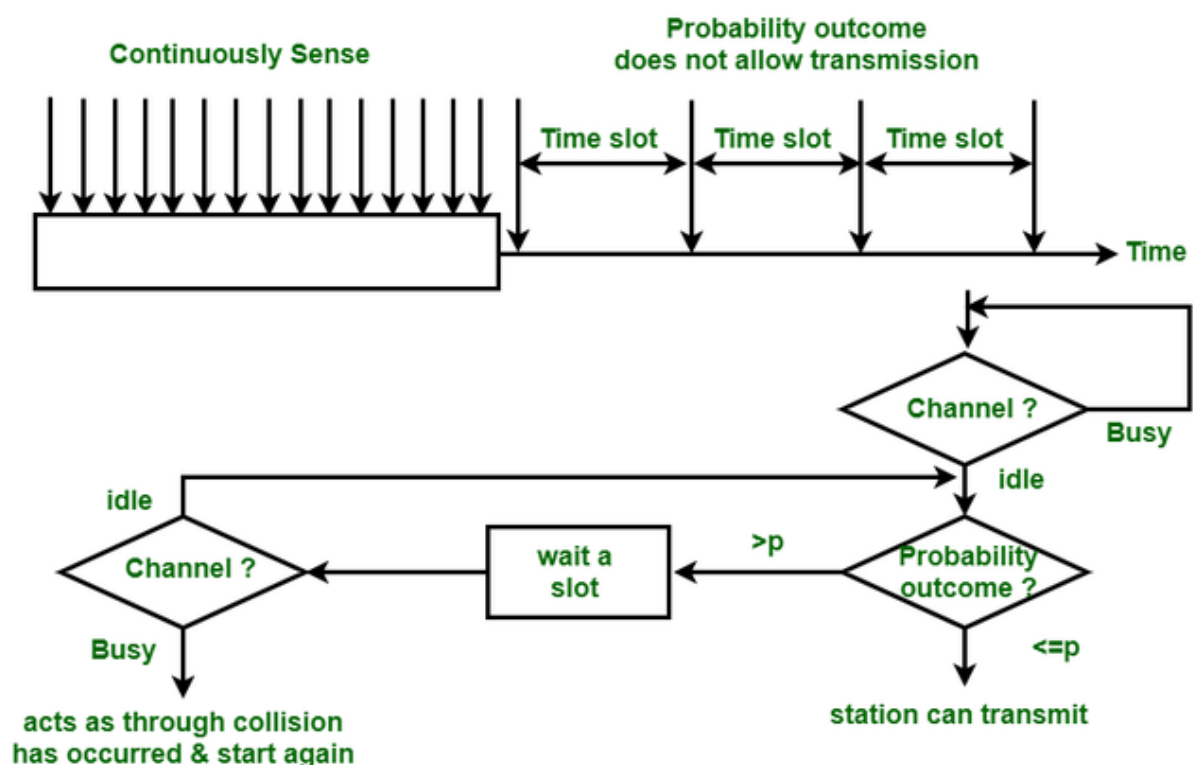 Continuously Sense
Probability outcome
does not allow transmission
Time slot
Time slot
Time slot
Time
Channel ?
Busy
idle
idle
Channel ?
wait a
slot
>p
Probability
outcome ?
Busy
<=p
acts as through collision
has occurred & start again
station can transmit